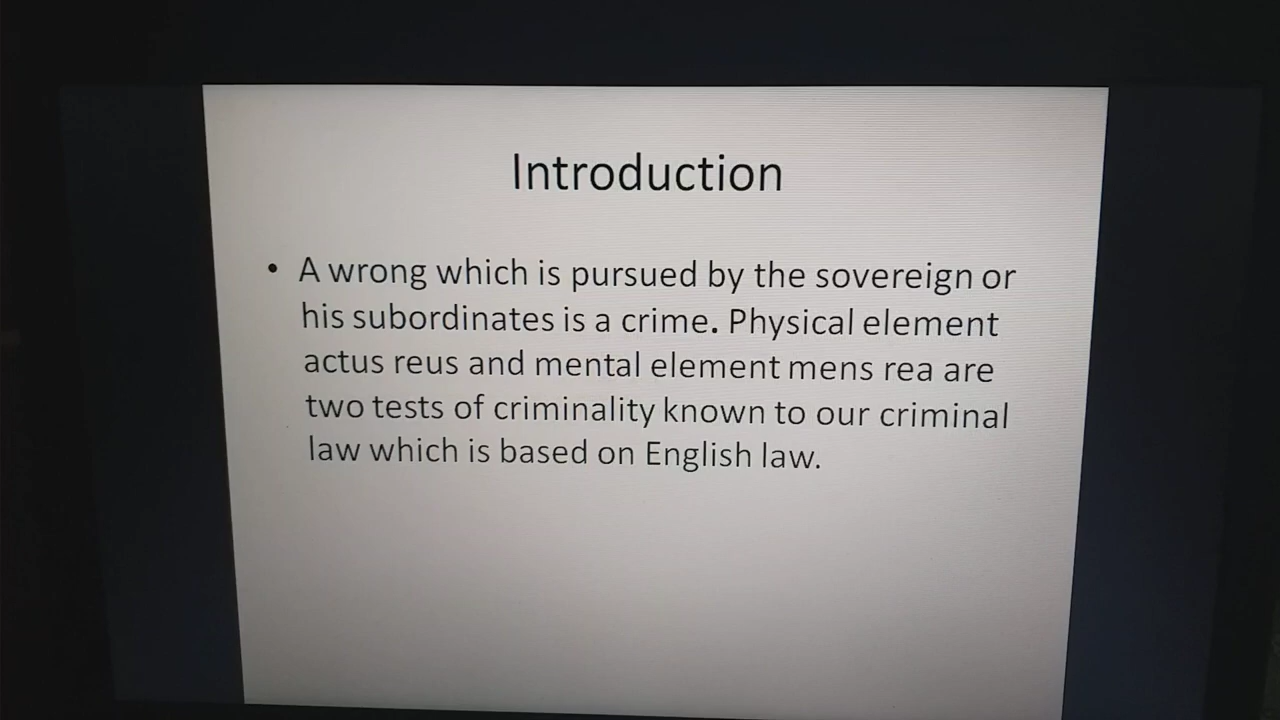 Introduction
• A wrong which is pursued by the sovereign or
his subordinates is a crime. Physical element
actus reus and mental element mens rea are
two tests of criminality known to our criminal
law which is based on English law.